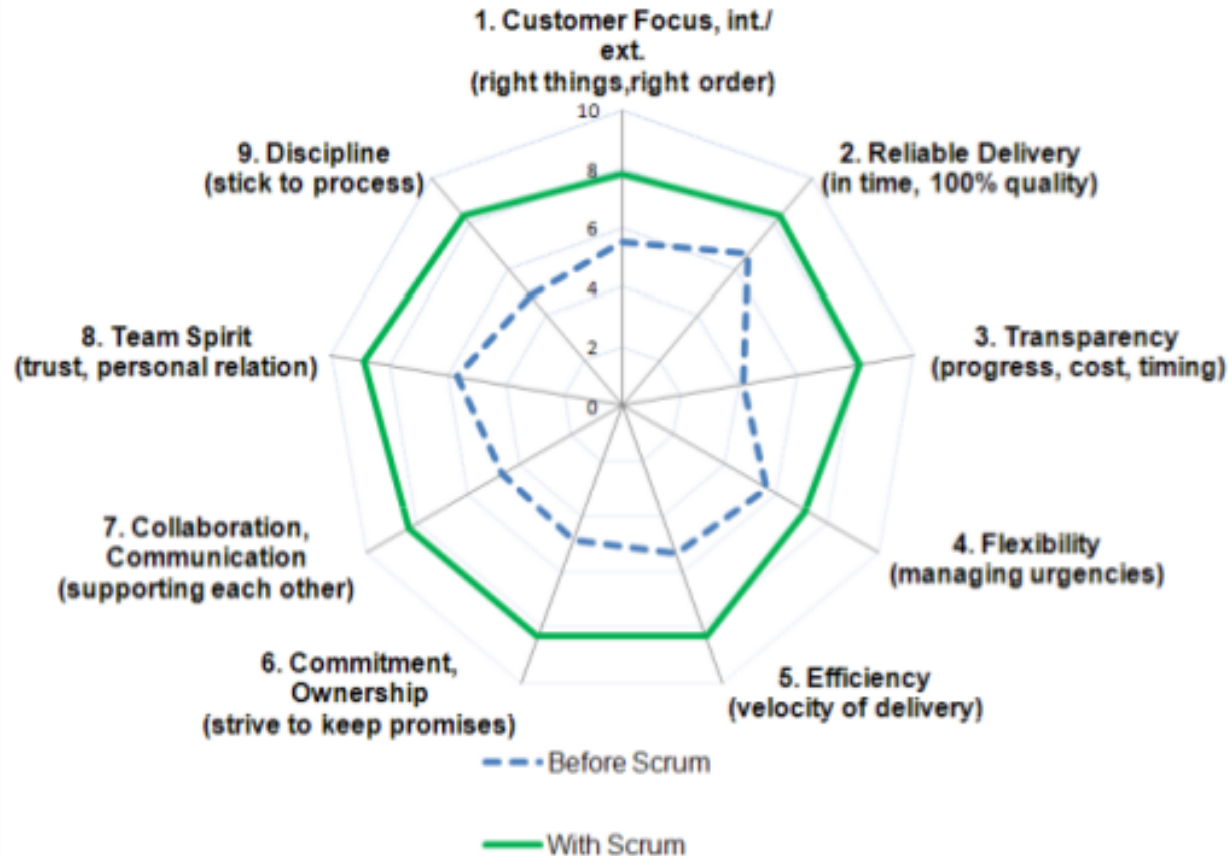 1. Customer Focus, int./
ext.
(right things,right order)
10
8
6
4
2
0
2. Reliable Delivery
(in time, 100% quality)
3. Transparency
(progress, cost, timing)
4. Flexibility
(managing urgencies)
5. Efficiency
(velocity of delivery)
6. Commitment,
Ownership
(strive to keep promises)
7. Collaboration,
Communication
(supporting each other)
8. Team Spirit
(trust, personal relation)
9. Discipline
(stick to process)
Before Scrum
With Scrum